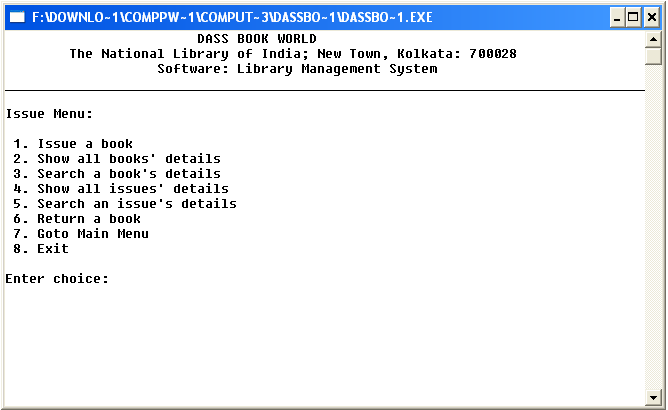 F:\DOWNLO~1\COMPPW~1\COMPUT~3\DASSBO~1\DASSBO~1.EXE
DASS BOOK WORLD
The National Library of India; New Town, Kolkata: 700028
Software: Library Management System
Issue Menu:
1. Issue a book
2. Show all books' details
3. Search a book's details
4. Show all issues' details
5. Search an issue's details
6. Return a book
7. Goto Main Menu
8. Exit
Enter choice: